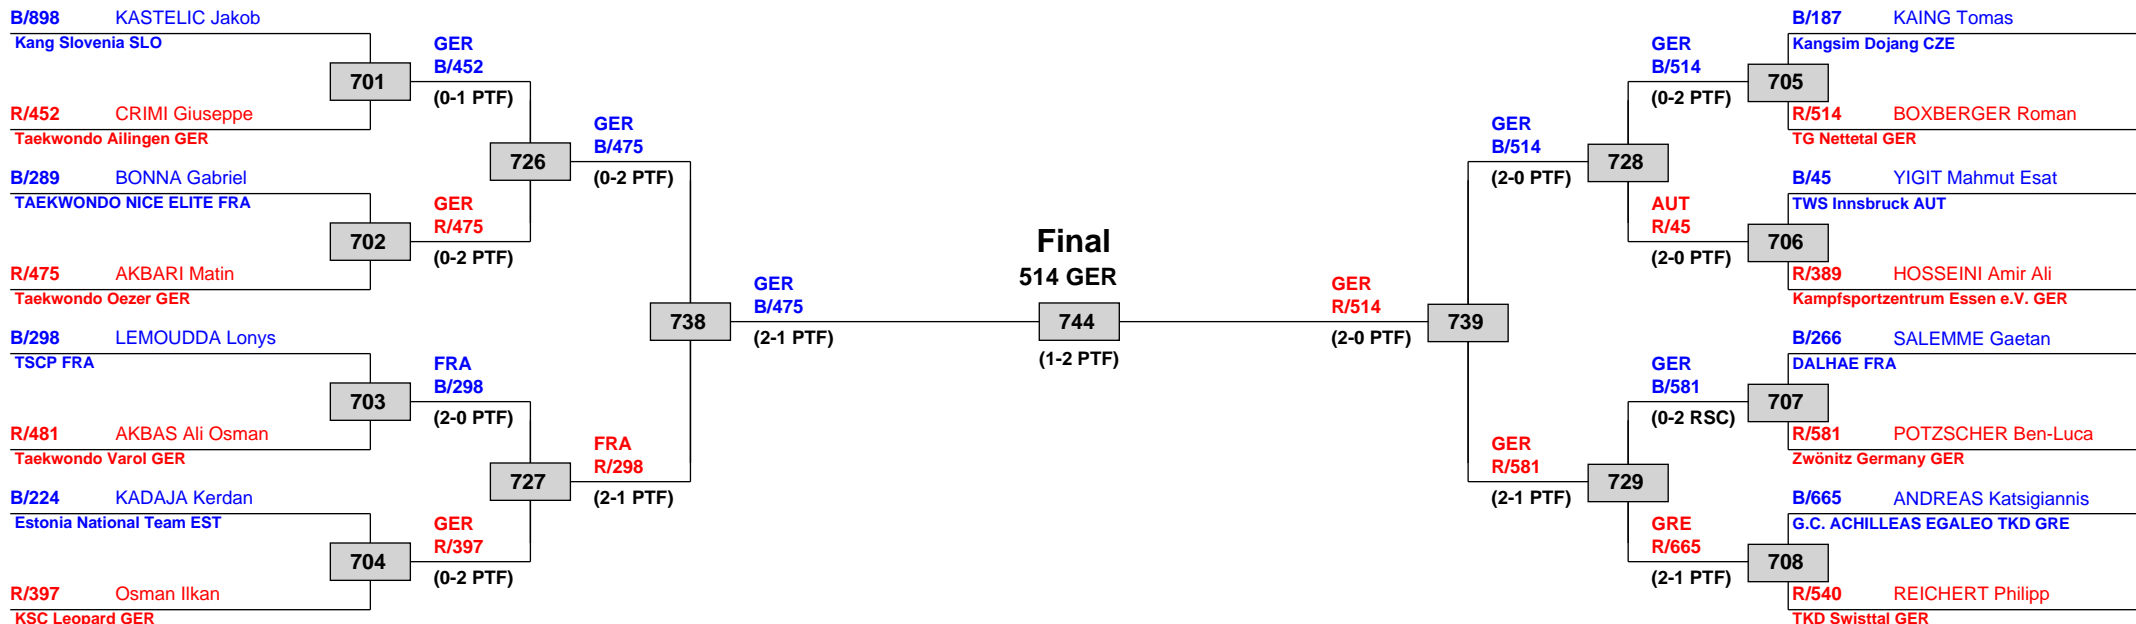 B/898 KASTELIC Jakob
Kang Slovenia SLO
701
R/452 CRIMI Giuseppe
Taekwondo Ailingen GER
B/289 BONNA Gabriel
TAEKWONDO NICE ELITE FRA
702
R/475 AKBARI Matin
Taekwondo Oezer GER
B/298 LEMOUDDA Lonys
TSCP FRA
703
R/481 AKBAS Ali Osman
Taekwondo Varol GER
B/224 KADAJA Kerdan
Estonia National Team EST
704
R/397 Osman Ilkan
KSC Leopard GER
GER
B/452
(0-1 PTF)
726
GER
R/475
(0-2 PTF)
FRA
B/298
(2-0 PTF)
727
GER
R/397
(0-2 PTF)
GER
B/475
(0-2 PTF)
738
FRA
R/298
(2-1 PTF)
GER
B/475
(2-1 PTF)
Final
514 GER
744
(1-2 PTF)
GER
R/514
(2-0 PTF)
GER
B/514
(2-0 PTF)
739
GER
R/581
(2-1 PTF)
GER
B/514
(0-2 PTF)
728
AUT
R/45
(2-0 PTF)
GER
B/581
(0-2 RSC)
729
GRE
R/665
(2-1 PTF)
B/187 KAING Tomas
Kangsim Dojang CZE
705
R/514 BOXBERGER Roman
TG Nettetal GER
B/45 YIGIT Mahmut Esat
TWS Innsbruck AUT
706
R/389 HOSSEINI Amir Ali
Kampfsportzentrum Essen e.V. GER
B/266 SALEMME Gaetan
DALHAE FRA
707
R/581 POTZSCHER Ben-Luca
Zwönitz Germany GER
B/665 ANDREAS Katsigiannis
G.C. ACHILLEAS EGALEO TKD GRE
708
R/540 REICHERT Philipp
TKD Swisttal GER